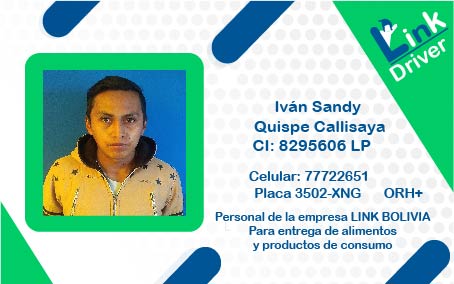 Link
Driver
Iván Sandy
Quispe Callisaya
CI: 8295606 LP
Celular: 77722651
Placa 3502-XNG ORH+
Personal de la empresa LINK BOLIVIA
Para entrega de alimentos
y productos de consumo